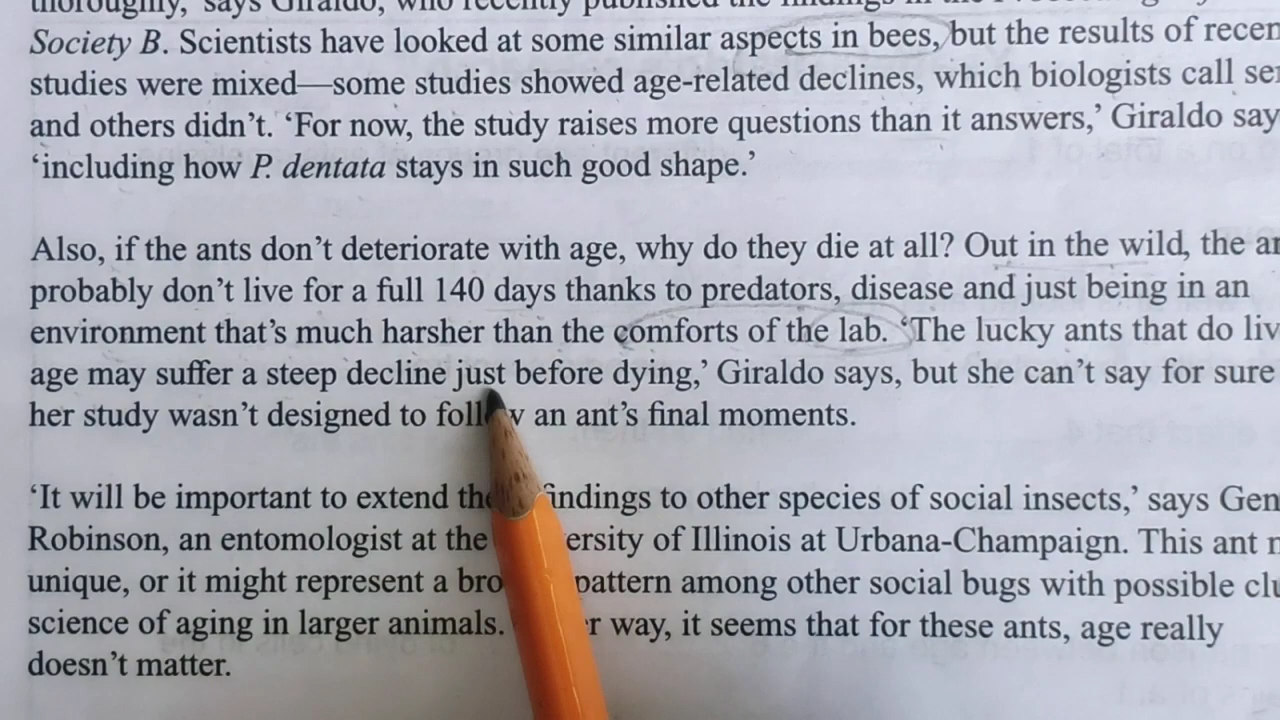 thoroughly,' says Giraldo, who recently published the findings in the
Society B. Scientists have looked at some similar aspects in bees, but the results of recen
studies were mixed—some studies showed age-related declines, which biologists call
and others didn't. ‘For now, the study raises more questions than it answers,’ Giraldo say
‘including how P. dentata stays in such good shape.’
Also, if the ants don’t deteriorate with age, why do they die at all? Out in the wild, the
probably don’t live for a full 140 days thanks to predators, disease and just being in an
environment that’s much harsher than the comforts of the lab. ‘The lucky ants that do liv
age may suffer a steep decline just before dying,’ Giraldo says, but she can’t say for sure
her study wasn’t designed to an ant’s final moments.
‘It will be important to extend findings to other species of social insects,’ says Gen
Robinson, an entomologist at the ersity of Illinois at Urbana-Champaign. This ant
unique, or it might represent a pattern among other social bugs with possible
science of aging in larger animals. way, it seems that for these ants, age really
doesn’t matter.